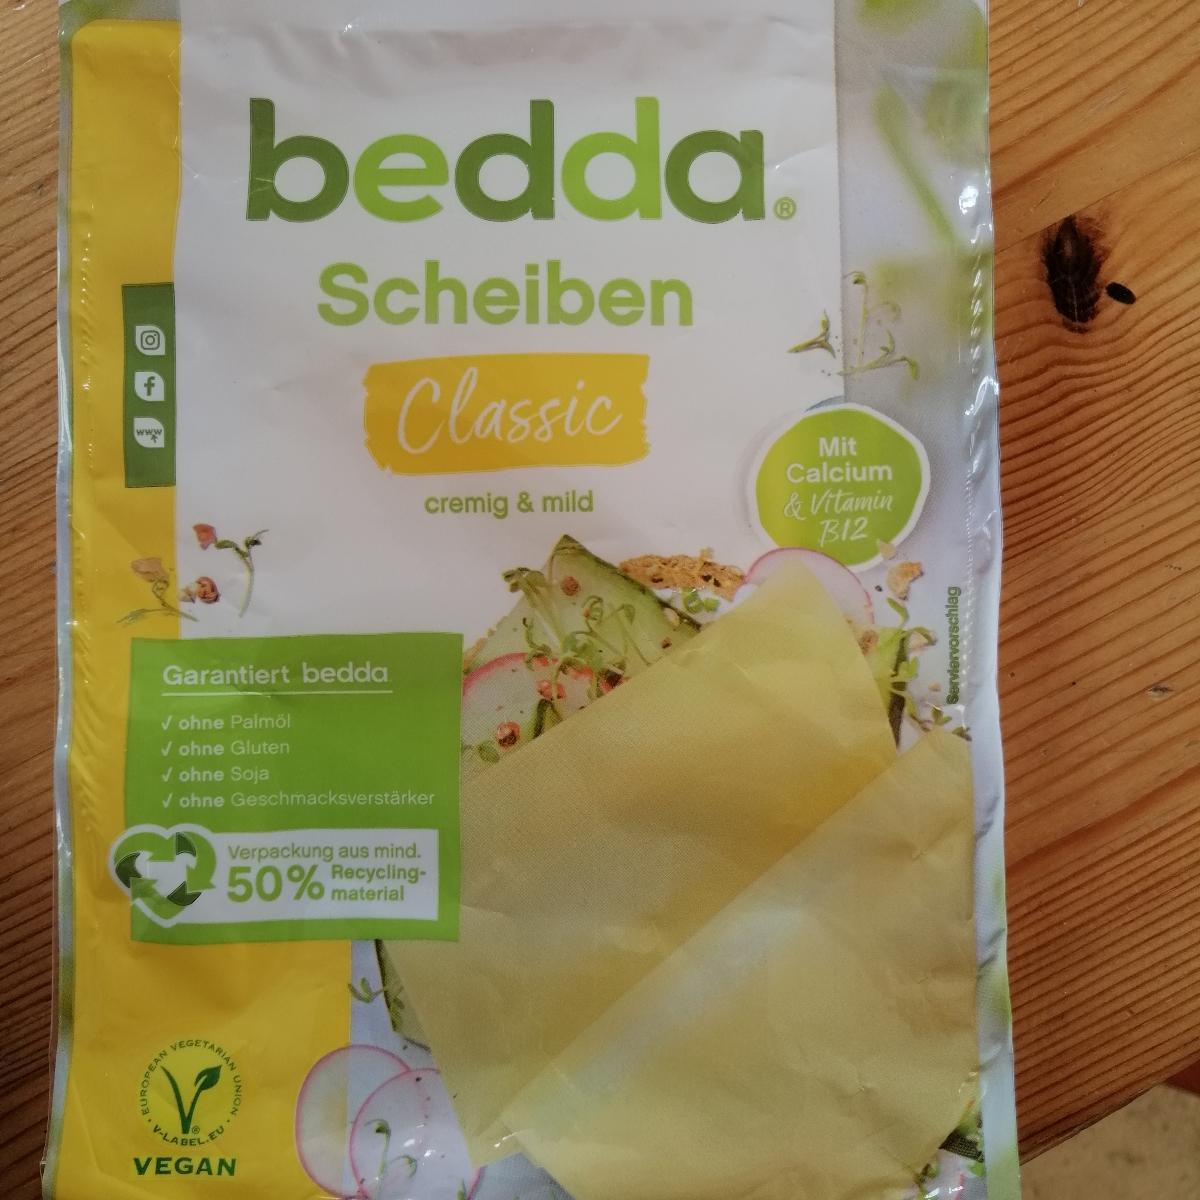 bedda®
Scheiben
Classic
cremig & mild
www
Mit
Calcium
& Vitamin
B12
Serviervorschlag
Garantiert bedda
✓ ohne Palmöl
✓ ohne Gluten
✓ ohne Soja
✓ ohne Geschmacksverstärker
Verpackung aus mind.
50% Recycling-
material
EUROPEAN VEGETARIAN UNION
V-LABEL.EU
VEGAN